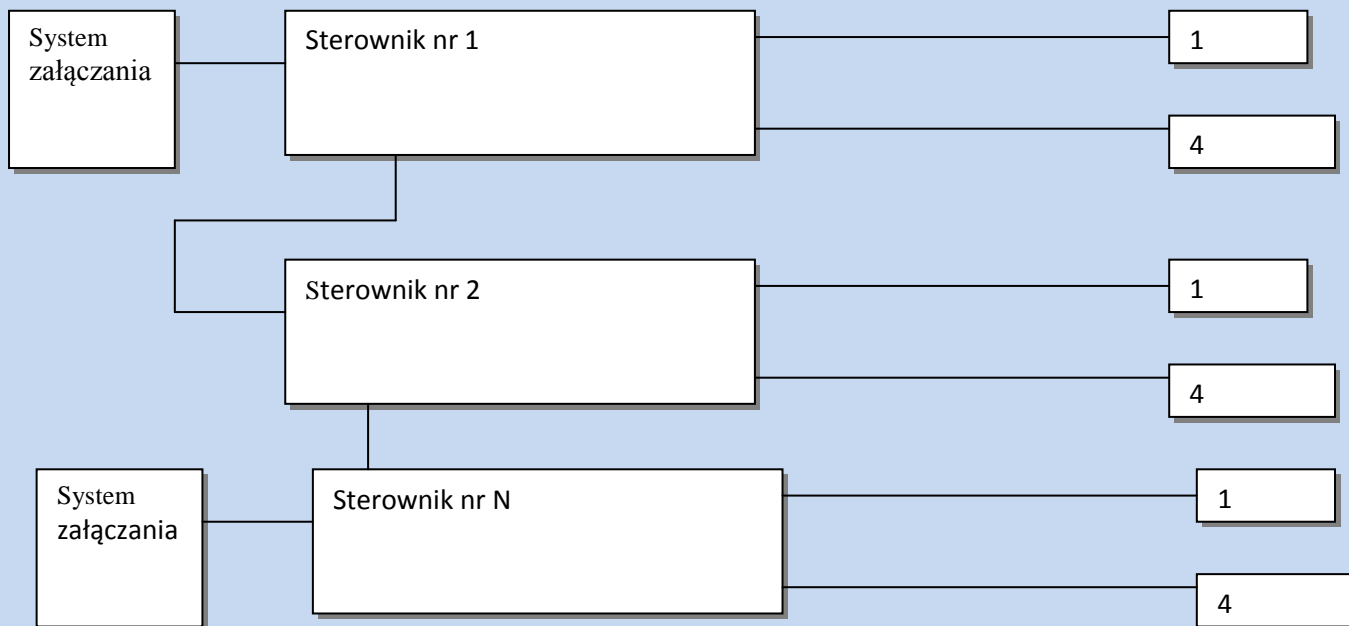 System
załączania
Sterownik nr 1
1
4
Sterownik nr 2
1
4
System
załączania
Sterownik nr N
1
4